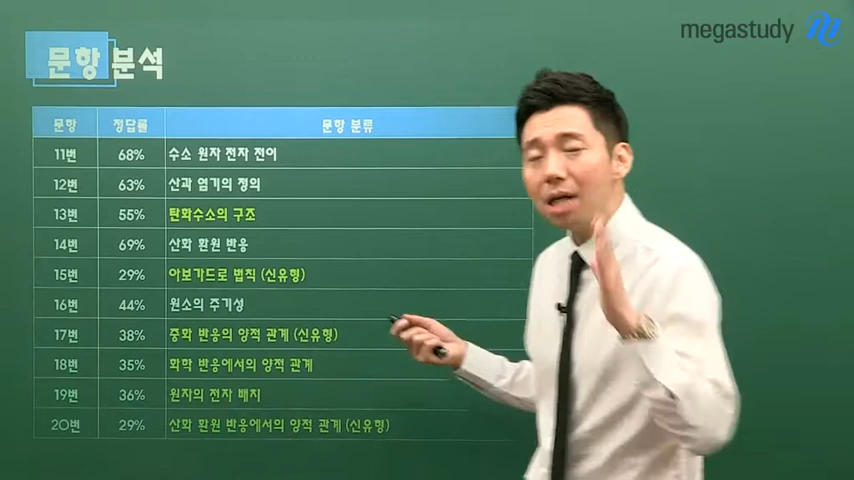 megastudy
문항 분석
문항 정답률 문항 분류
11번 68% 수소 원자 전자 전이
12번 63% 산과 염기의 정의
13번 55% 탄화수소의 구조
14번 69% 산화 환원 반응
15번 29% 아보가드로 법칙 (신유형)
16번 44% 원소의 주기성
17번 38% 중화 반응의 양적 관계 (신유형)
18번 35% 화학 반응에서의 양적 관계
19번 36% 원자의 전자 배치
20번 29% 산화 환원 반응에서의 양적 관계 (신유형)